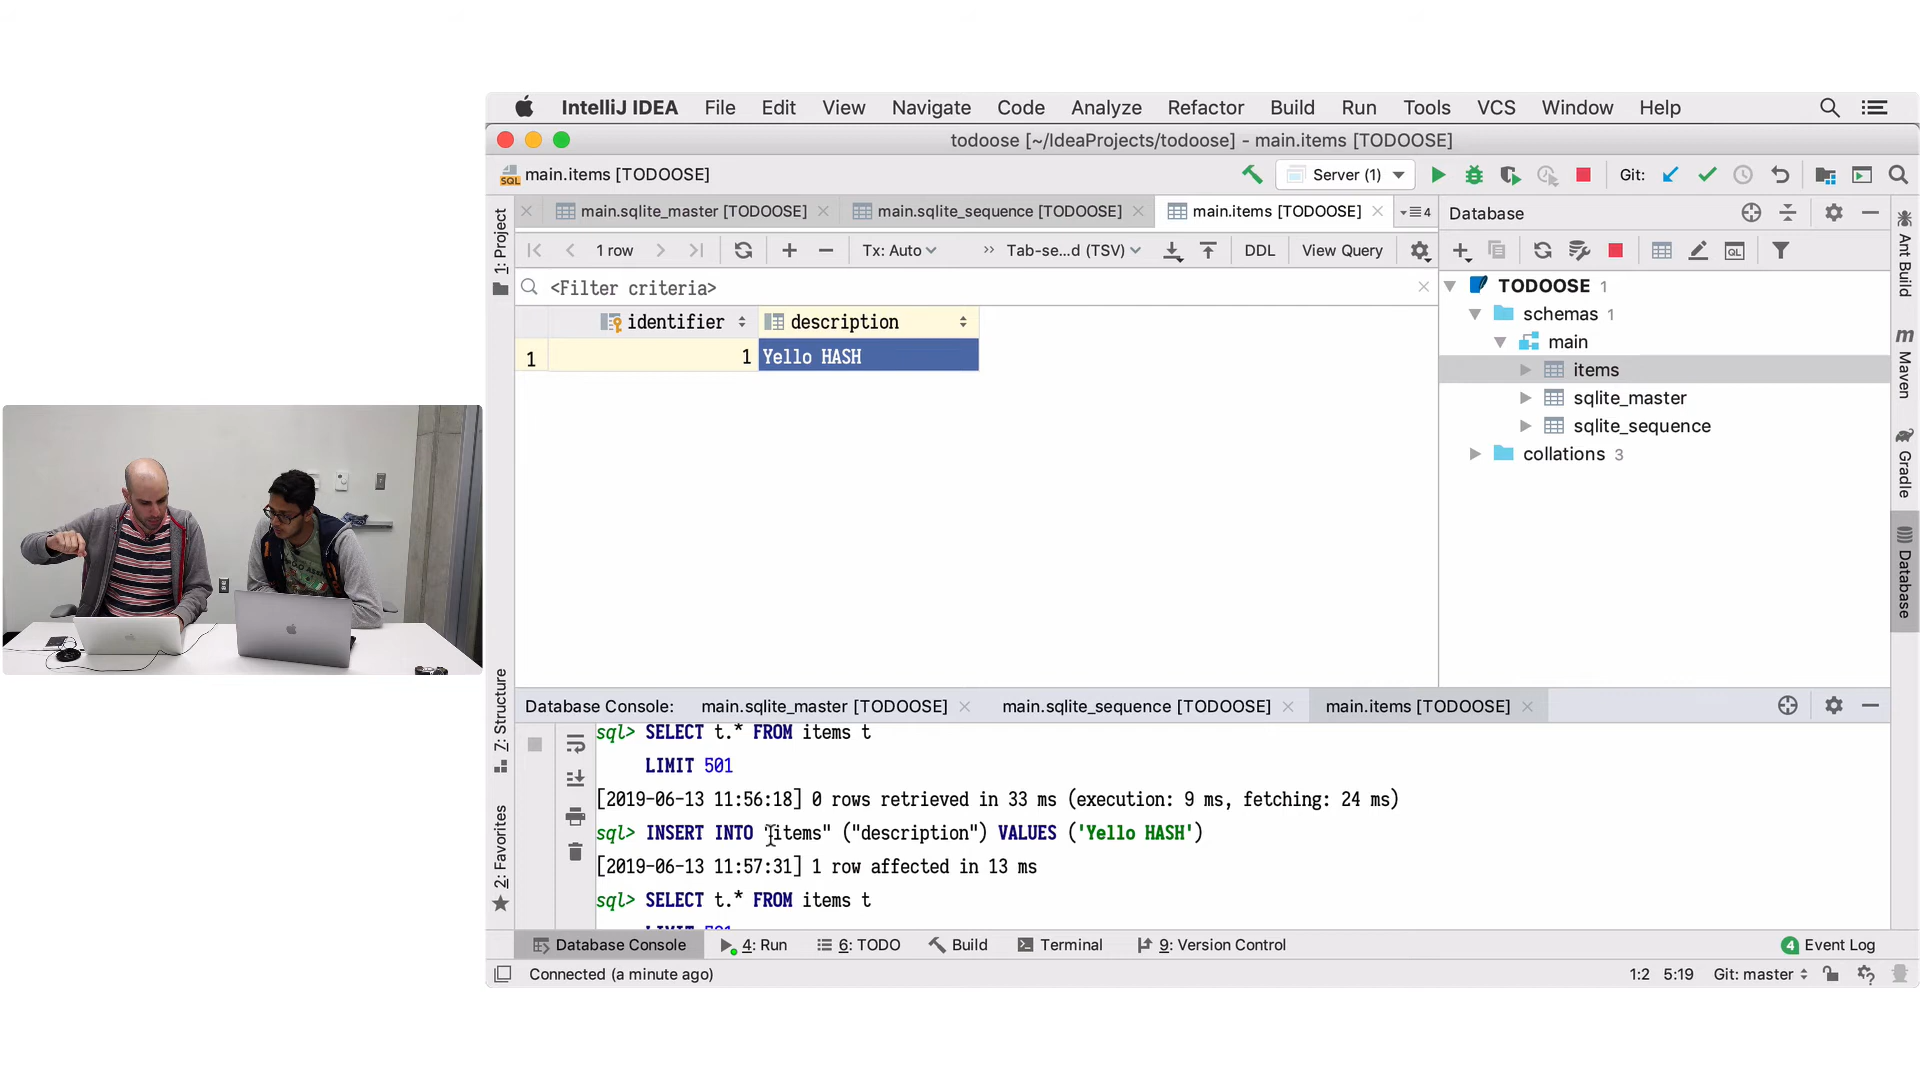 IntelliJ IDEA File Edit View Navigate Code Analyze Refactor Build Run Tools VCS Window Help
todoose [~/IdeaProjects/todoose] - main.items [TODOOSE]
main.items [TODOOSE]
Server (1)
Git:
main.sqlite_master [TODOOSE]
main.sqlite_sequence [TODOOSE]
main.items [TODOOSE]
4
Database
1 row
Tx: Auto
Tab-se...d (TSV)
DDL
View Query
<Filter criteria>
identifier
description
1
1
Yello HASH
TODOOSE 1
schemas 1
main
items
sqlite_master
sqlite_sequence
collations 3
1: Project
Z: Structure
2: Favorites
Ant Build
Maven
Gradle
Database
Database Console:
main.sqlite_master [TODOOSE]
main.sqlite_sequence [TODOOSE]
main.items [TODOOSE]
sql> SELECT t.* FROM items t
LIMIT 501
[2019-06-13 11:56:18] 0 rows retrieved in 33 ms (execution: 9 ms, fetching: 24 ms)
sql> INSERT INTO "items" ("description") VALUES ('Yello HASH')
[2019-06-13 11:57:31] 1 row affected in 13 ms
sql> SELECT t.* FROM items t
LIMIT 501
Database Console
4: Run
6: TODO
Build
Terminal
9: Version Control
4 Event Log
Connected (a minute ago)
1:2
5:19
Git: master